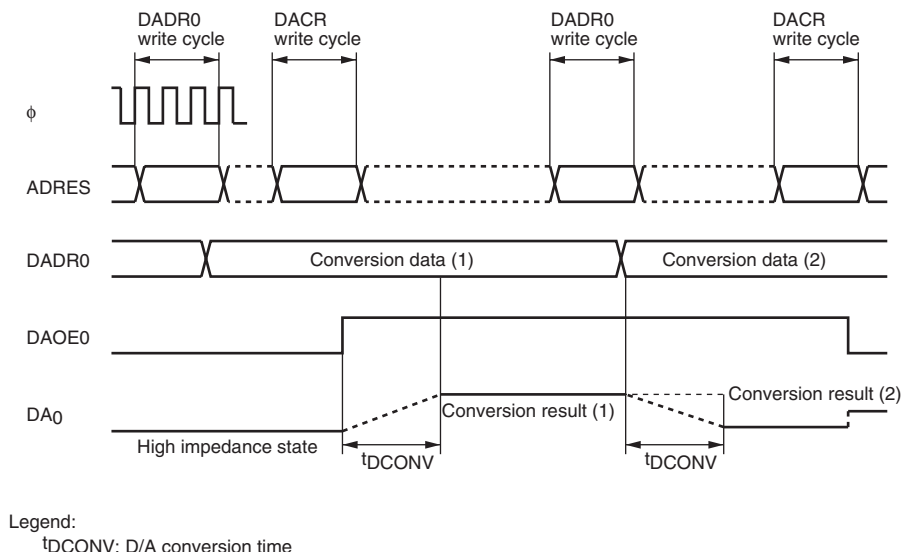 DADR0 write cycle
DACR write cycle
DADR0 write cycle
DACR write cycle
φ
ADRES
DADR0
Conversion data (1)
Conversion data (2)
DAOE0
DA0
Conversion result (1)
Conversion result (2)
High impedance state
tDCONV
tDCONV
Legend:
tDCONV: D/A conversion time